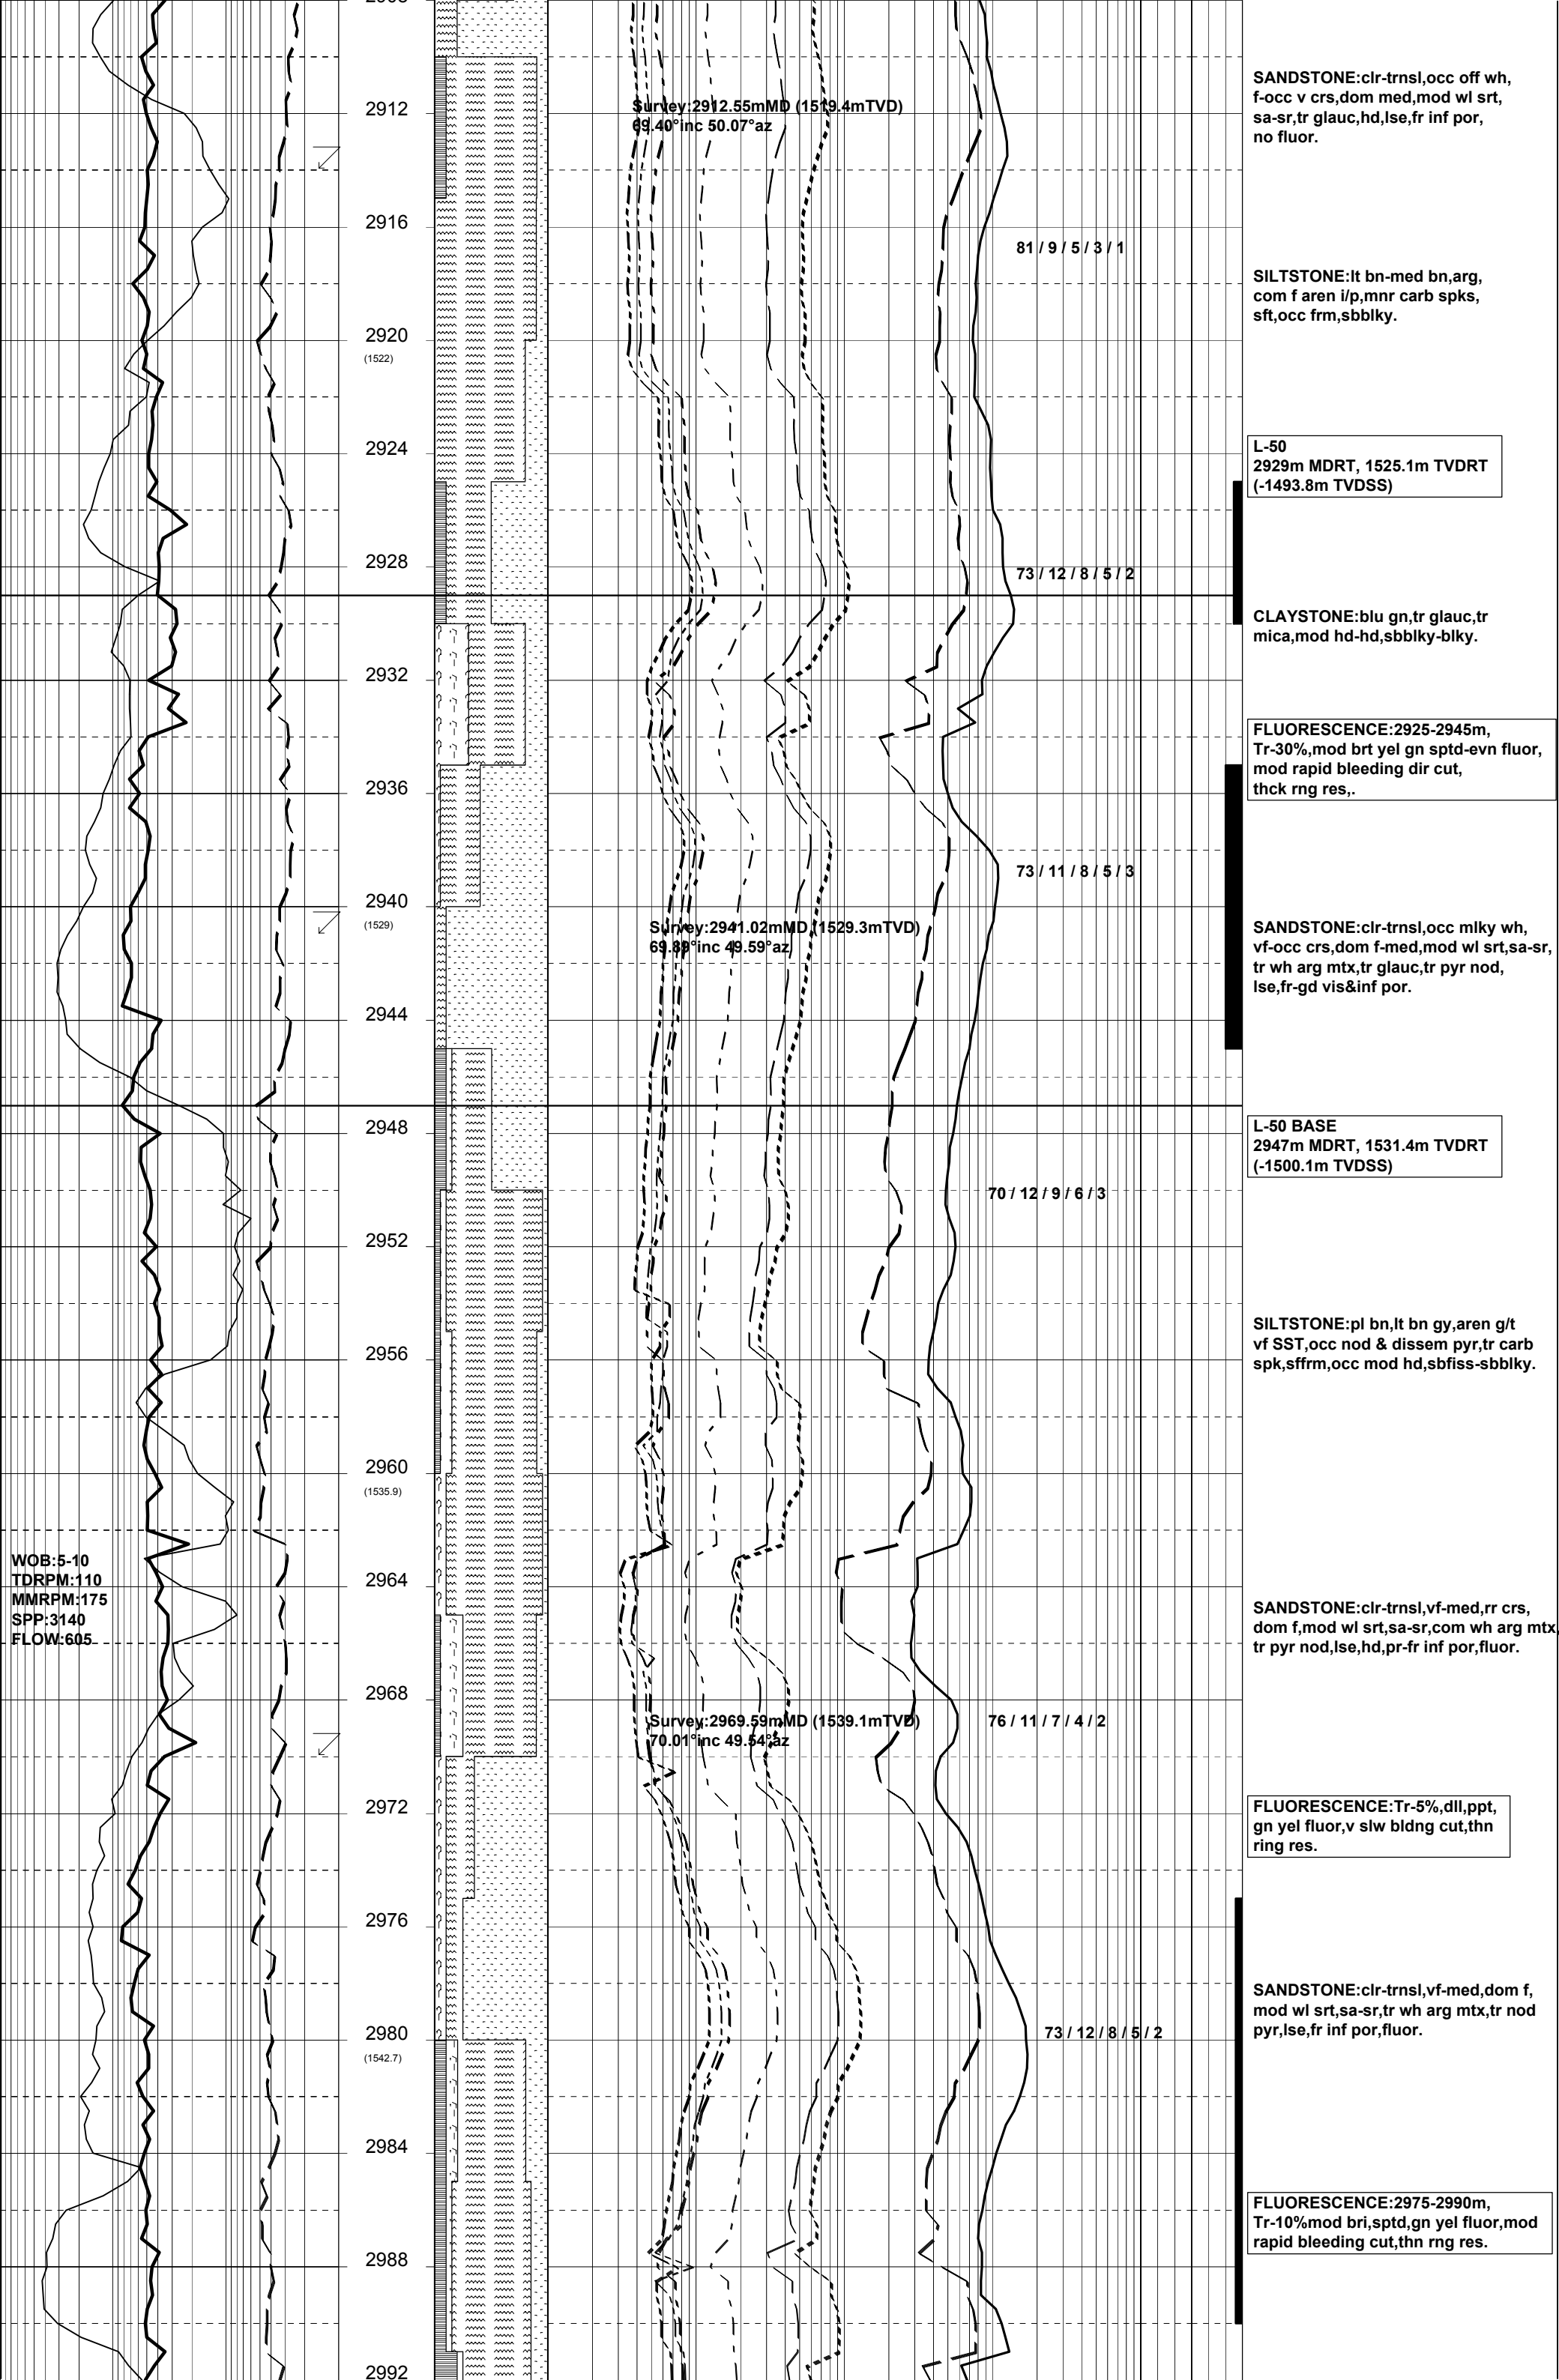 2912
Survey:2912.55mMD (1519.4mTVD)
69.40°inc 50.07°az
SANDSTONE:clr-trnsl,occ off wh,
f-occ v crs,dom med,mod wl srt,
sa-sr,tr glauc,hd,lse,fr inf por,
no fluor.
2916
81 / 9 / 5 / 3 / 1
SILTSTONE:lt bn-med bn,arg,
com f aren i/p,mnr carb spks,
sft,occ frm,sbblky.
2920
(1522)
2924
L-50
2929m MDRT, 1525.1m TVDRT
(-1493.8m TVDSS)
2928
73 / 12 / 8 / 5 / 2
CLAYSTONE:blu gn,tr glauc,tr
mica,mod hd-hd,sbblky-blky.
2932
FLUORESCENCE:2925-2945m,
Tr-30%,mod brt yel gn sptd-evn fluor,
mod rapid bleeding dir cut,
thck rng res,.
2936
73 / 11 / 8 / 5 / 3
2940
(1529)
Survey:2941.02mMD (1529.3mTVD)
69.89°inc 49.59°az
SANDSTONE:clr-trnsl,occ mlky wh,
vf-occ crs,dom f-med,mod wl srt,sa-sr,
tr wh arg mtx,tr glauc,tr pyr nod,
lse,fr-gd vis&inf por.
2944
2948
L-50 BASE
2947m MDRT, 1531.4m TVDRT
(-1500.1m TVDSS)
70 / 12 / 9 / 6 / 3
2952
SILTSTONE:pl bn,lt bn gy,aren g/t
vf SST,occ nod & dissem pyr,tr carb
spk,sffrm,occ mod hd,sbfiss-sbblky.
2956
2960
(1535.9)
WOB:5-10
TDRPM:110
MMRPM:175
SPP:3140
FLOW:605
2964
SANDSTONE:clr-trnsl,vf-med,rr crs,
dom f,mod wl srt,sa-sr,com wh arg mtx,
tr pyr nod,lse,hd,pr-fr inf por,fluor.
2968
Survey:2969.59mMD (1539.1mTVD)
70.01°inc 49.54°az
76 / 11 / 7 / 4 / 2
2972
FLUORESCENCE:Tr-5%,dll,ppt,
gn yel fluor,v slw bldng cut,thn
ring res.
2976
SANDSTONE:clr-trnsl,vf-med,dom f,
mod wl srt,sa-sr,tr wh arg mtx,tr nod
pyr,lse,fr inf por,fluor.
2980
(1542.7)
73 / 12 / 8 / 5 / 2
2984
FLUORESCENCE:2975-2990m,
Tr-10%mod bri,sptd,gn yel fluor,mod
rapid bleeding cut,thn rng res.
2988
2992